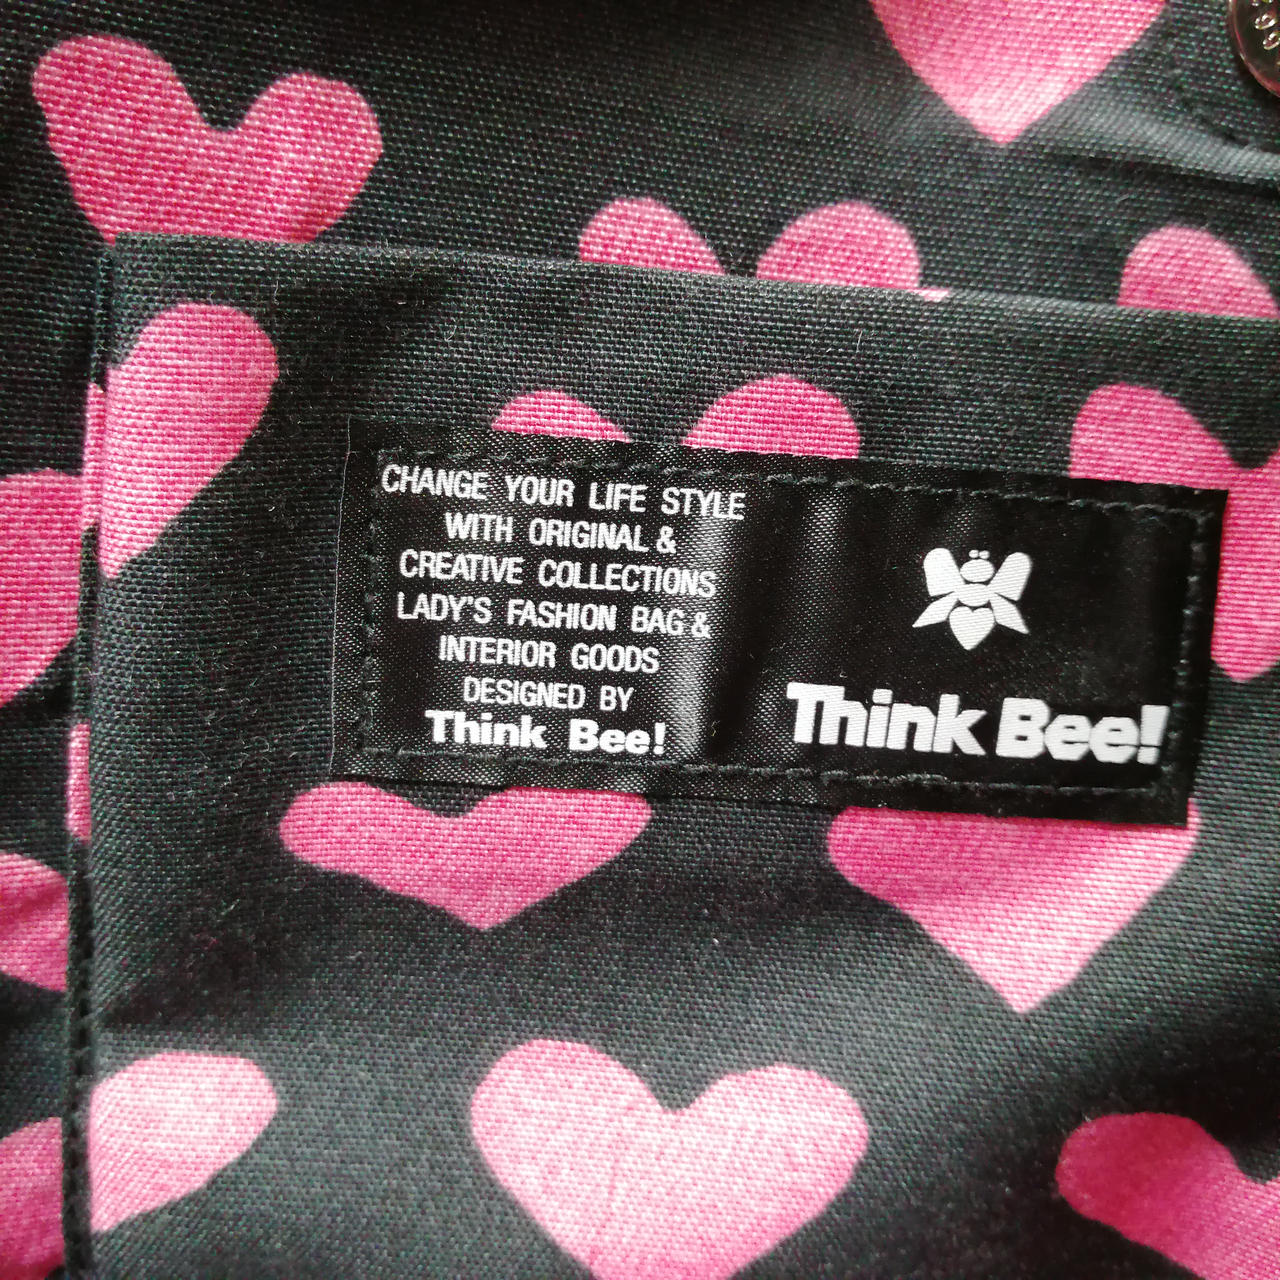 CHANGE YOUR LIFE STYLE
WITH ORIGINAL &
CREATIVE COLLECTIONS
LADY'S FASHION BAG &
INTERIOR GOODS
DESIGNED BY
Think Bee!
Think Bee!